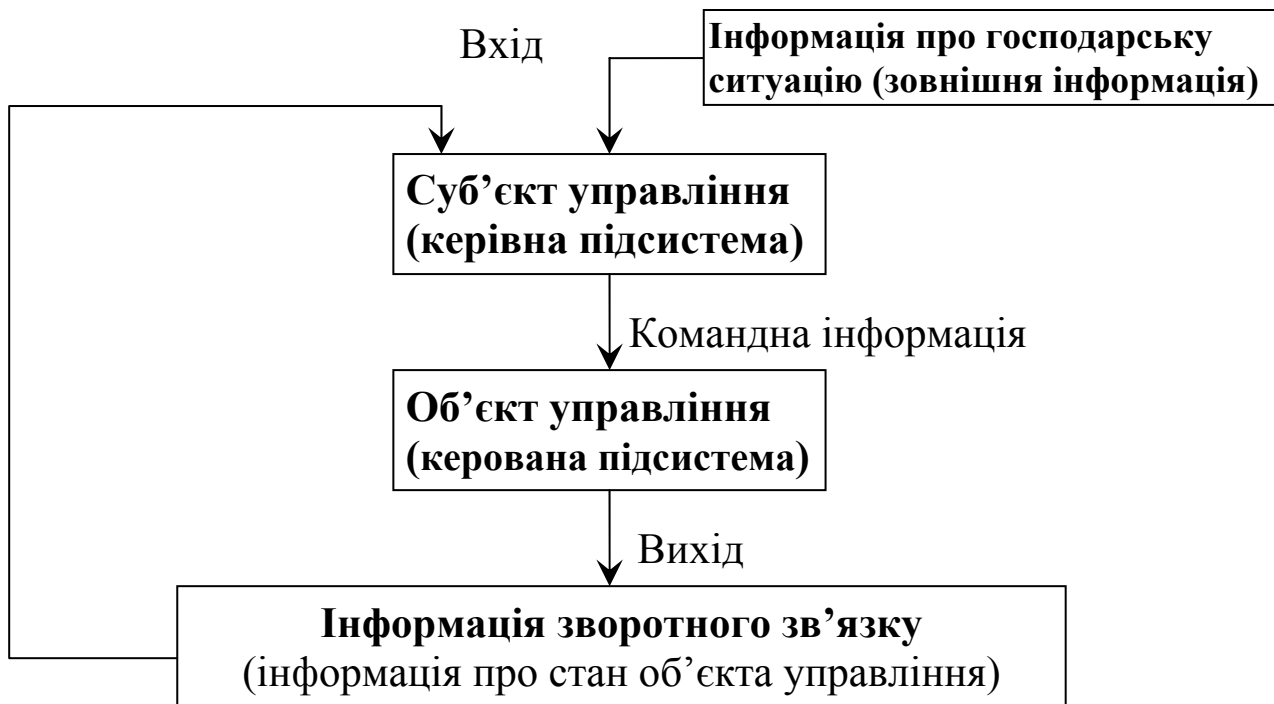 Вхід
Інформація про господарську
ситуацію (зовнішня інформація)
Суб’єкт управління
(керівна підсистема)
Командна інформація
Об’єкт управління
(керована підсистема)
Вихід
Інформація зворотного зв’язку
(інформація про стан об’єкта управління)